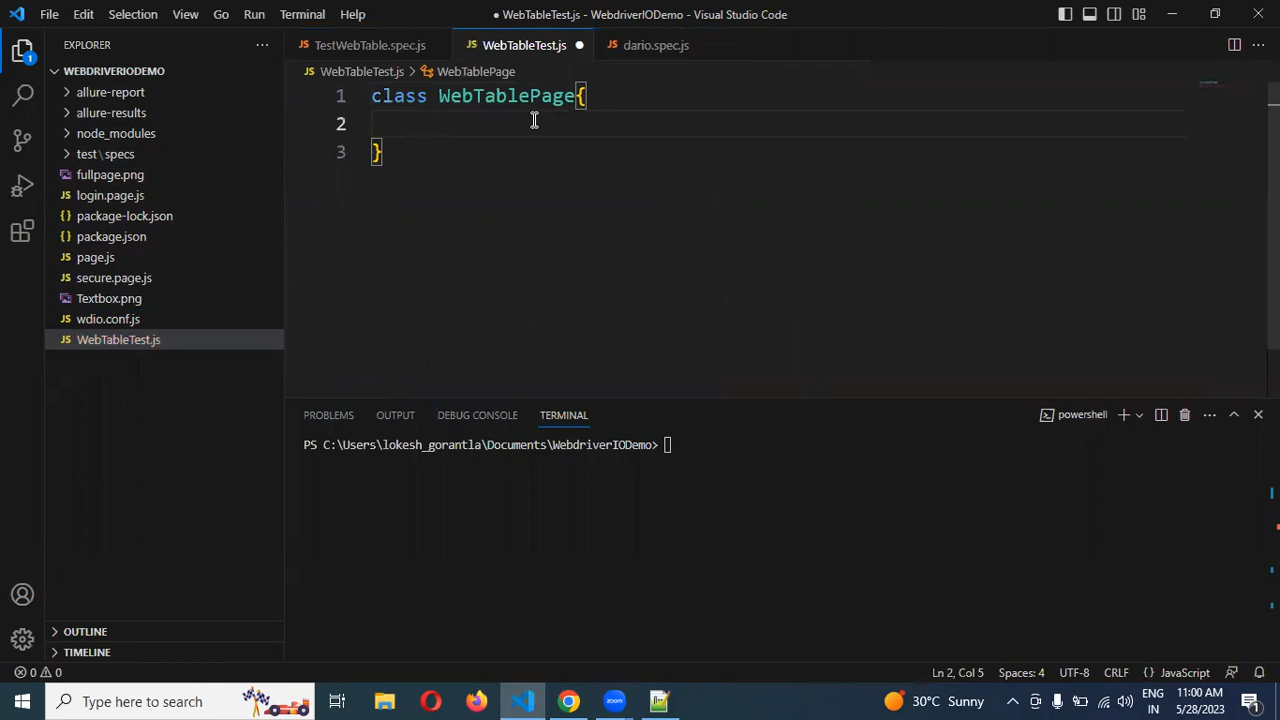 File Edit Selection View Go Run Terminal Help ● WebTableTest.js - WebdriverIODemo - Visual Studio Code
EXPLORER
TestWebTable.spec.js WebTableTest.js dario.spec.js
WebTableTest.js > WebTablePage
WEBDRIVERIODEMO
allure-report
allure-results
node_modules
test\specs
fullpage.png
JS login.page.js
{} package-lock.json
{} package.json
JS page.js
JS secure.page.js
Textbox.png
JS wdio.conf.js
JS WebTableTest.js
1 class WebTablePage{
2
3 }
PROBLEMS OUTPUT DEBUG CONSOLE TERMINAL powershell
PS C:\Users\lokesh_gorantla\Documents\WebdriverIODemo>
OUTLINE
TIMELINE
0 0 Ln 2, Col 5 Spaces: 4 UTF-8 CRLF {} JavaScript
Type here to search
zoom
30°C Sunny
ENG
IN
11:00 AM
5/28/2023